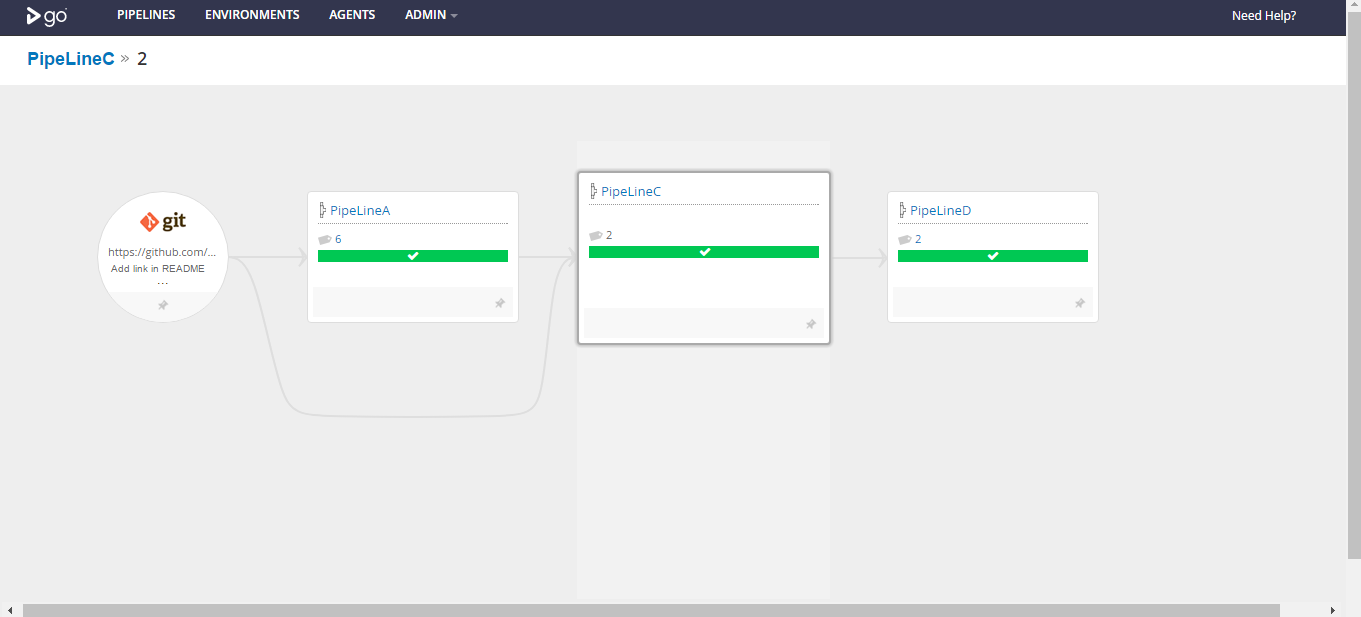 go
PIPELINES ENVIRONMENTS AGENTS ADMIN
Need Help?
PipeLineC » 2
git
https://github.com/...
Add link in README
...
PipeLineA
6
PipeLineC
2
PipeLineD
2